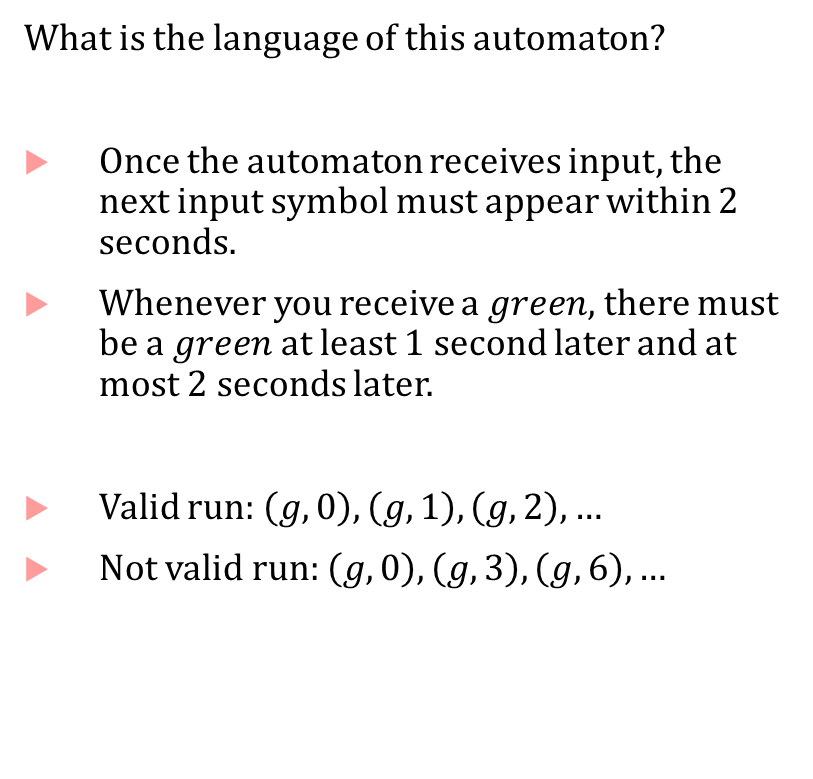 What is the language of this automaton?
Once the automaton receives input, the
next input symbol must appear within 2
seconds.
Whenever you receive a green, there must
be a green at least 1 second later and at
most 2 seconds later.
Valid run: (g, 0), (g, 1), (g, 2), ...
Not valid run: (g, 0), (g, 3), (g, 6), ...